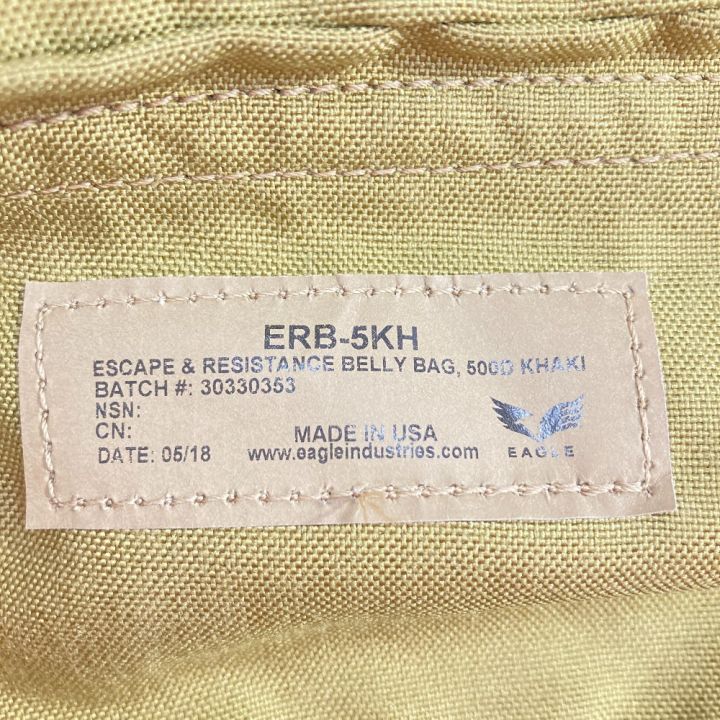 ERB-5KH
ESCAPE & RESISTANCE BELLY BAG, 500D KHAKI
BATCH #: 30330353
NSN:
CN:
DATE: 05/18
MADE IN USA
www.eagleindustries.com
EAGLE